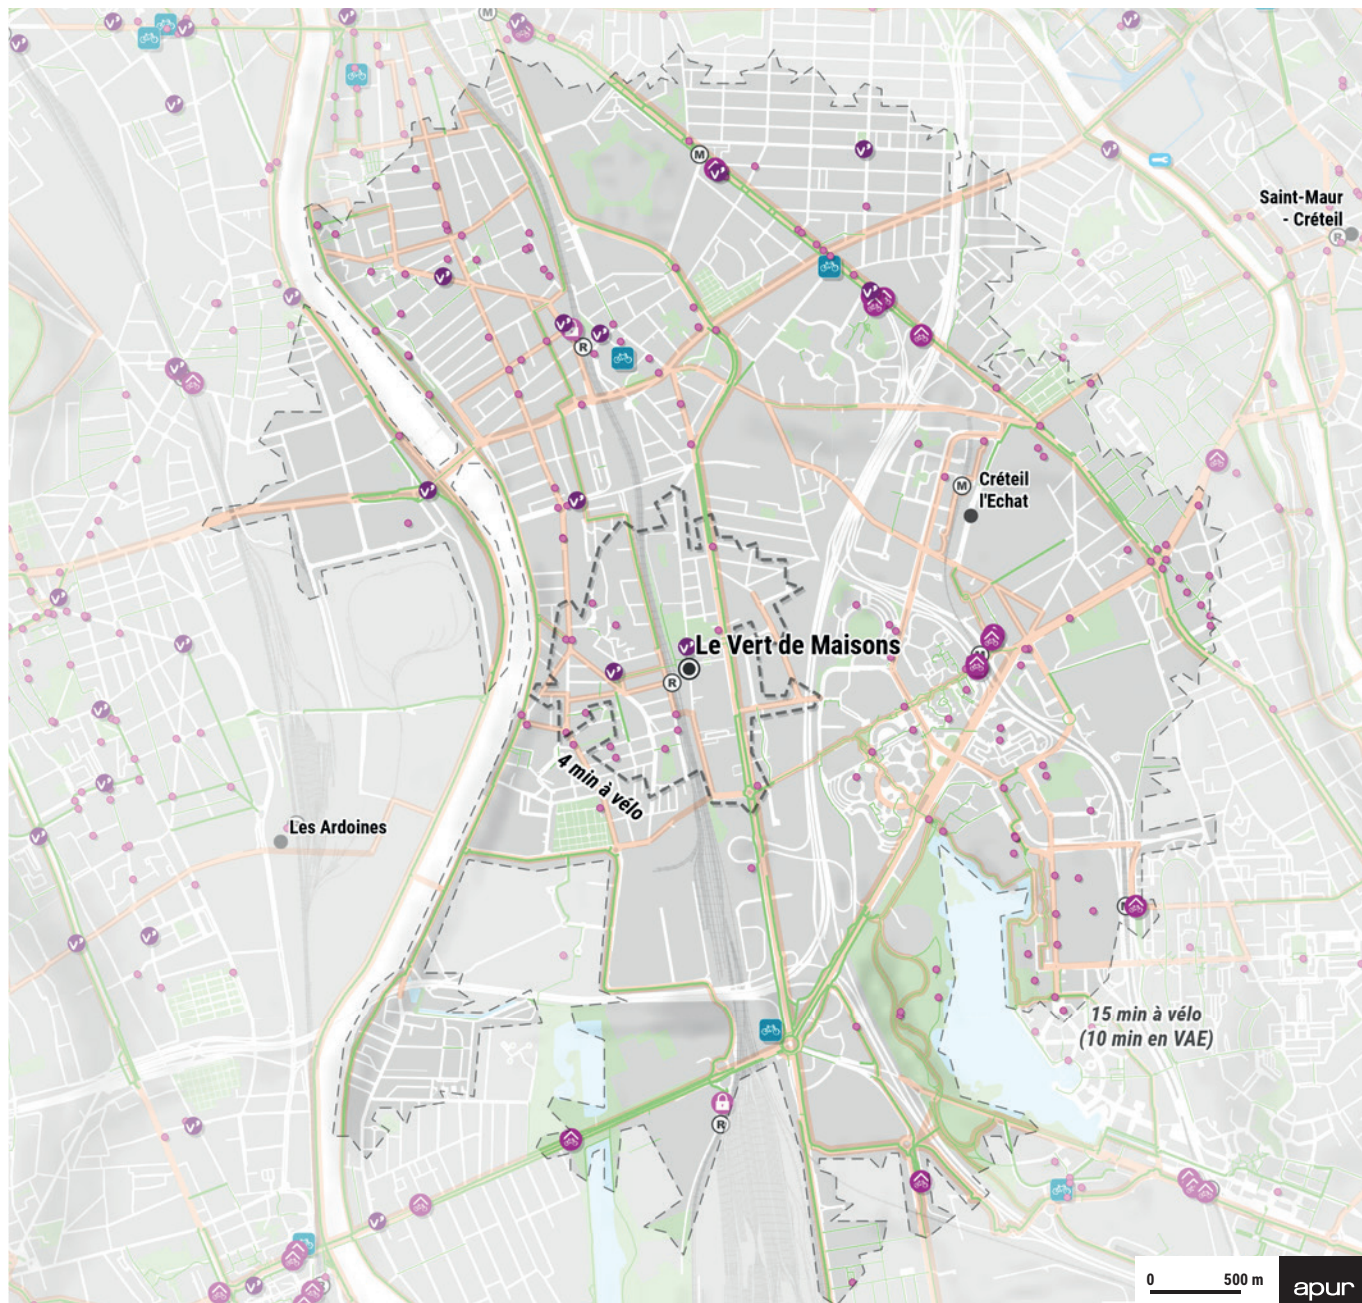 M
M
Saint-Maur
- Créteil
R
R
M
Créteil
l'Echat
Le Vert de Maisons
R
4 min à vélo
Les Ardoines
15 min à vélo
(10 min en VAE)
R
0 500 m
apur